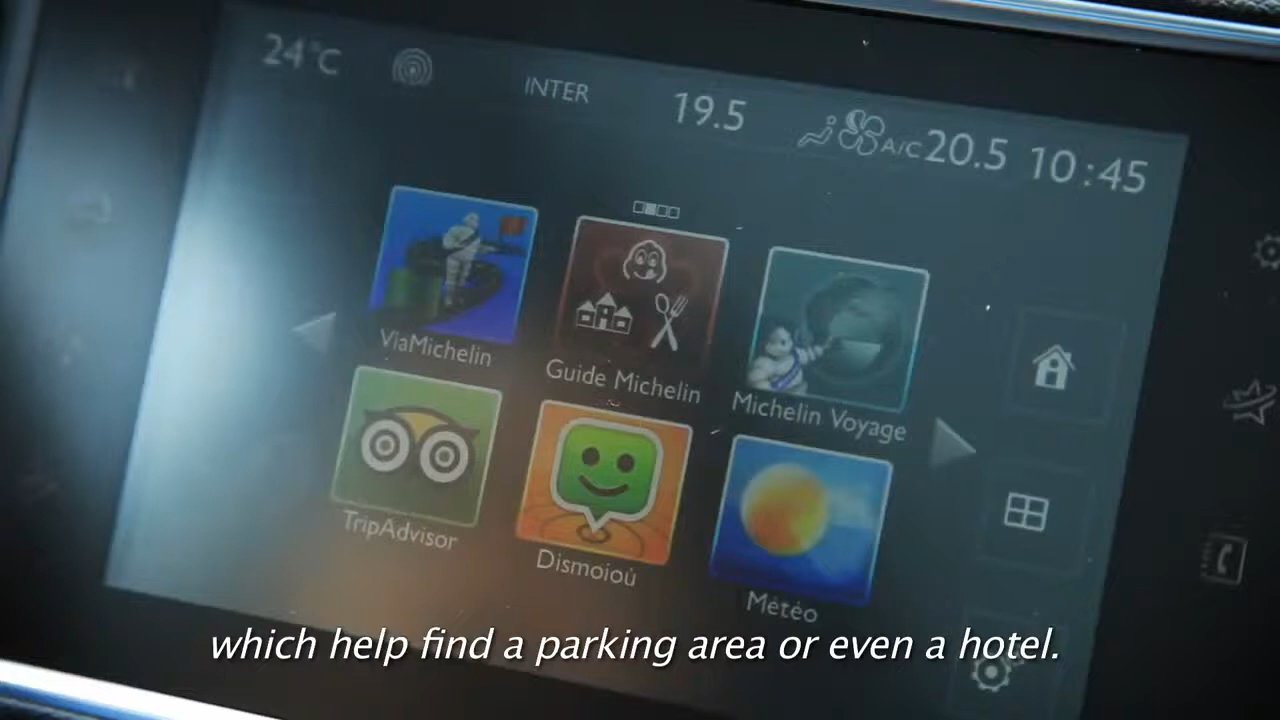 24°C INTER 19.5 A/C 20.5 10:45
ViaMichelin Guide Michelin Michelin Voyage
TripAdvisor Dismoioù Météo
which help find a parking area or even a hotel.